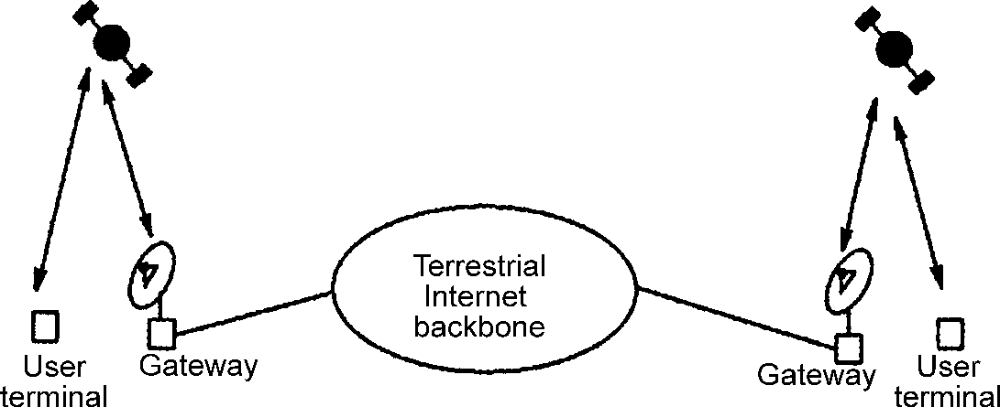 Terrestrial
Internet
backbone
User
terminal
Gateway
Gateway
User
terminal